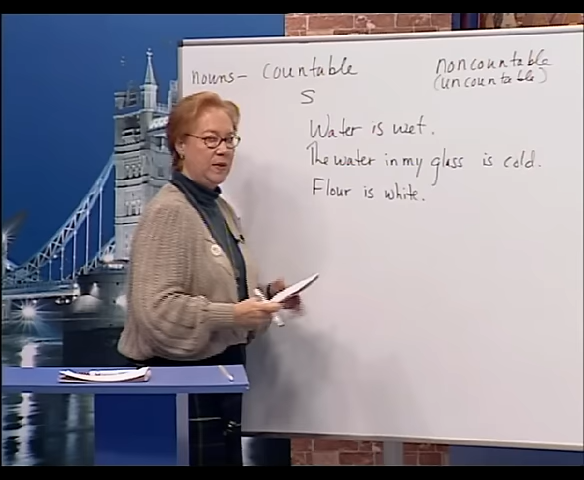 nouns- countable noncountable
S (uncountable)
Water is wet.
The water in my glass is cold.
Flour is white.